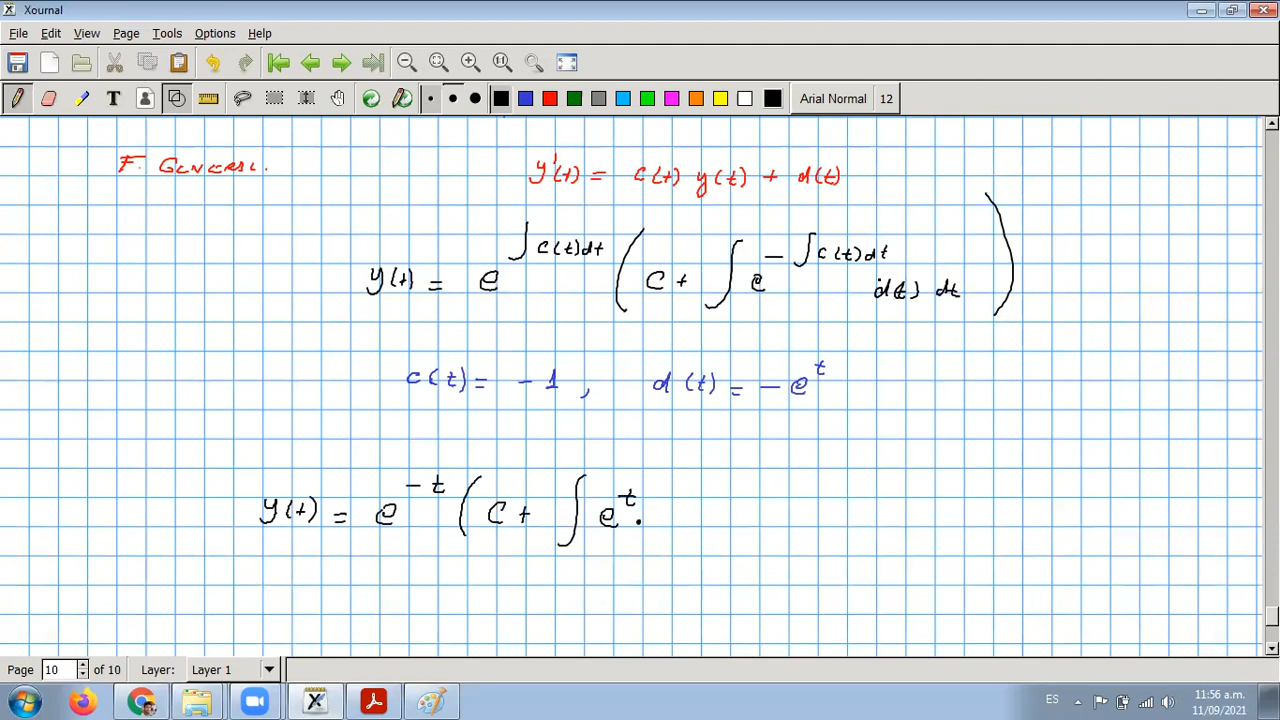 Xournal
File Edit View Page Tools Options Help
Arial Normal 12
F. GENERAL.
y'(t) = c(t) y(t) + d(t)
y(t) = e^{∫c(t)dt} ( C + ∫ e^{-∫c(t)dt} d(t) dt )
c(t) = -1 , d(t) = -e^t
y(t) = e^{-t} ( C + ∫ e^t .
Page 10 of 10 Layer: Layer 1
ES 11:56 a.m.
11/09/2021